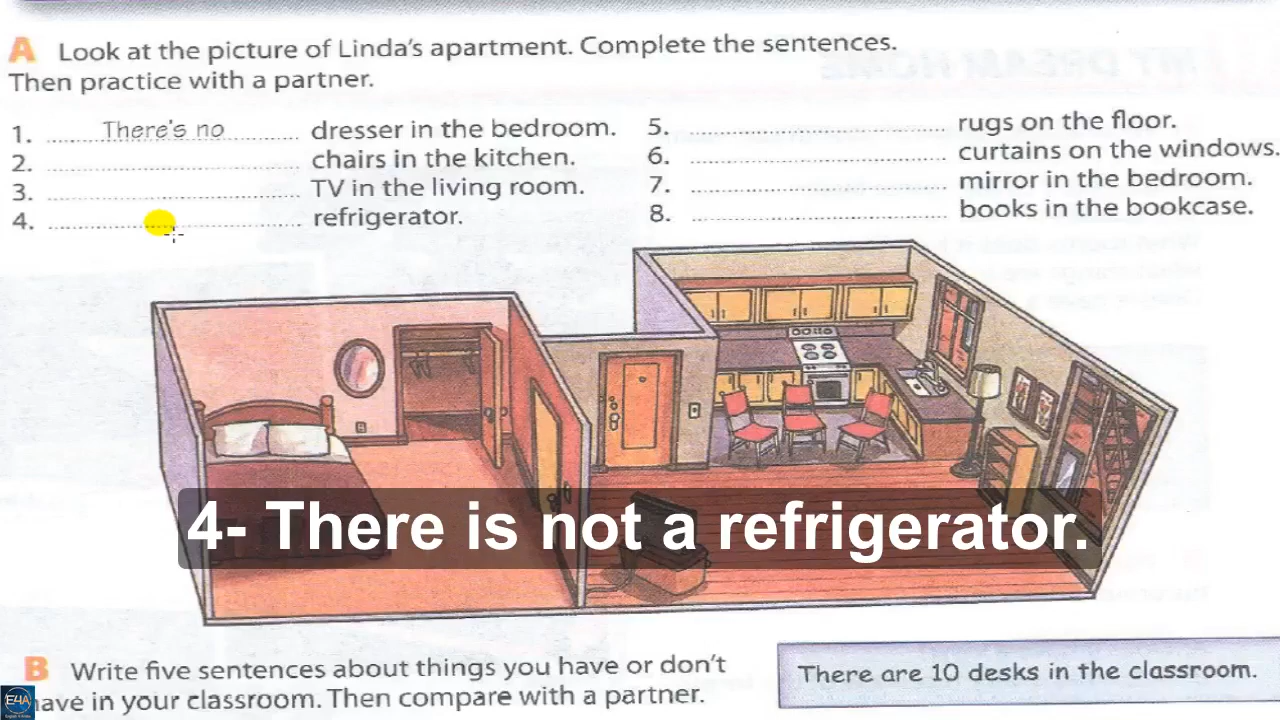 A Look at the picture of Linda's apartment. Complete the sentences.
Then practice with a partner.
1. There's no dresser in the bedroom.
2. chairs in the kitchen.
3. TV in the living room.
4. refrigerator.
5. rugs on the floor.
6. curtains on the windows.
7. mirror in the bedroom.
8. books in the bookcase.
4- There is not a refrigerator.
B Write five sentences about things you have or don't
have in your classroom. Then compare with a partner.
There are 10 desks in the classroom.
E4A